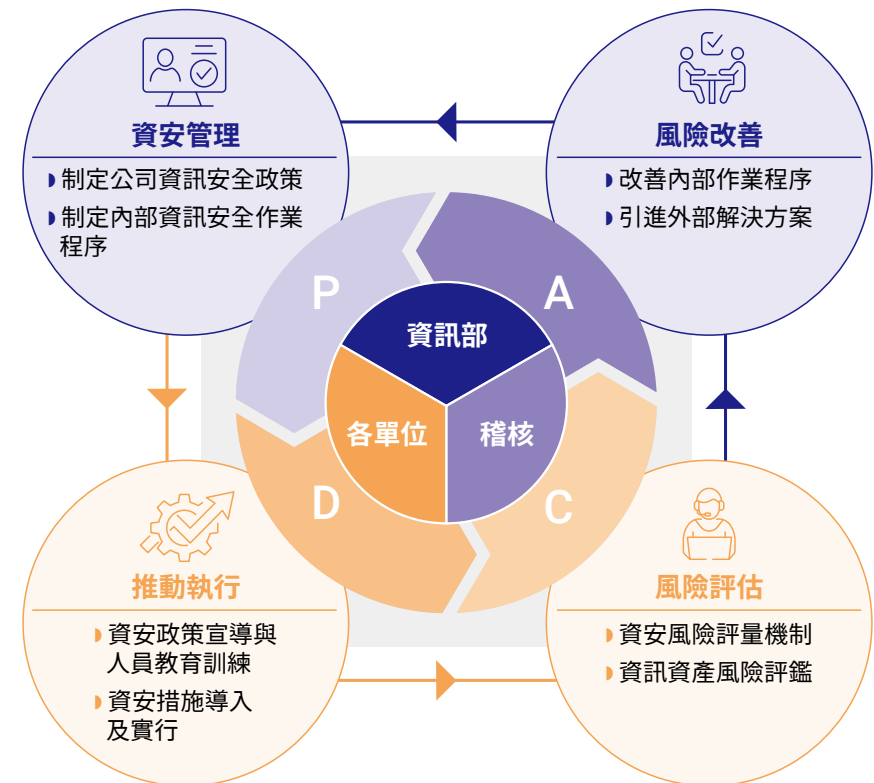 資安管理
制定公司資訊安全政策
制定內部資訊安全作業
程序
風險改善
改善內部作業程序
引進外部解決方案
P
A
資訊部
各單位
稽核
D
C
推動執行
資安政策宣導與
人員教育訓練
資安措施導入
及實行
風險評估
資安風險評量機制
資訊資產風險評鑑